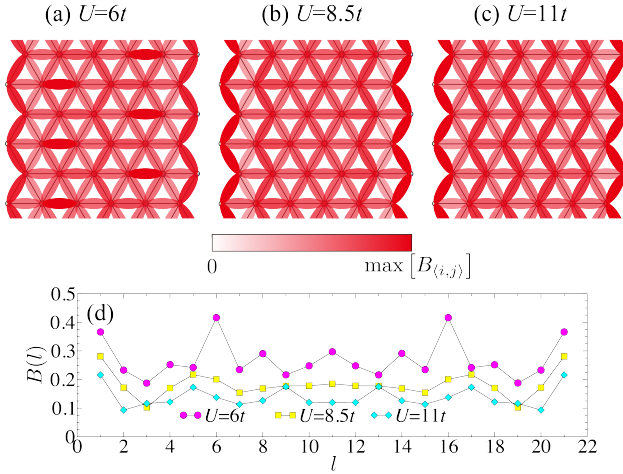 (a) U=6t (b) U=8.5t (c) U=11t
0 max [B⟨i,j⟩]
(d)
0.5
0.4
0.3
0.2
0.1
0
B(l)
U=6t U=8.5t U=11t
0 2 4 6 8 10 12 14 16 18 20 22
l